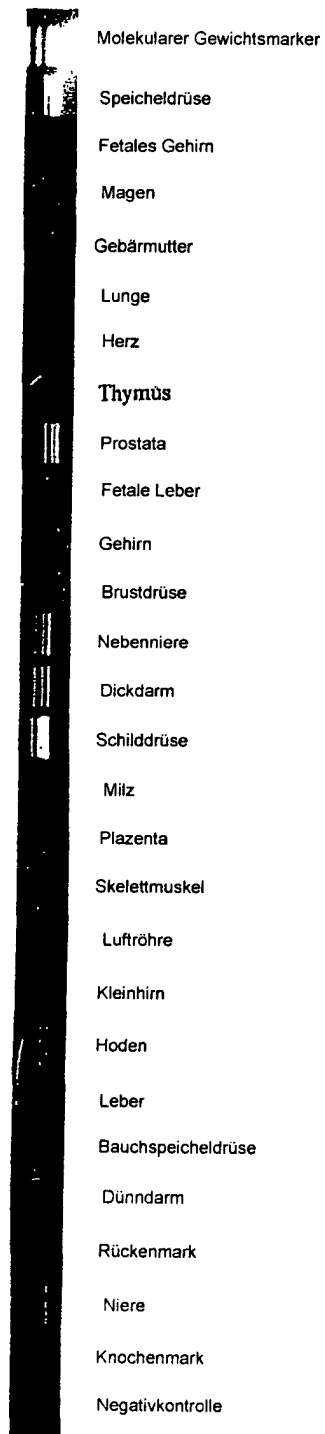 Molekularer Gewichtsmarker
Speicheldrüse
Fetales Gehirn
Magen
Gebärmutter
Lunge
Herz
Thymus
Prostata
Fetale Leber
Gehirn
Brustdrüse
Nebenniere
Dickdarm
Schilddrüse
Milz
Plazenta
Skelettmuskel
Luftröhre
Kleinhirn
Hoden
Leber
Bauchspeicheldrüse
Dünndarm
Rückenmark
Niere
Knochenmark
Negativkontrolle